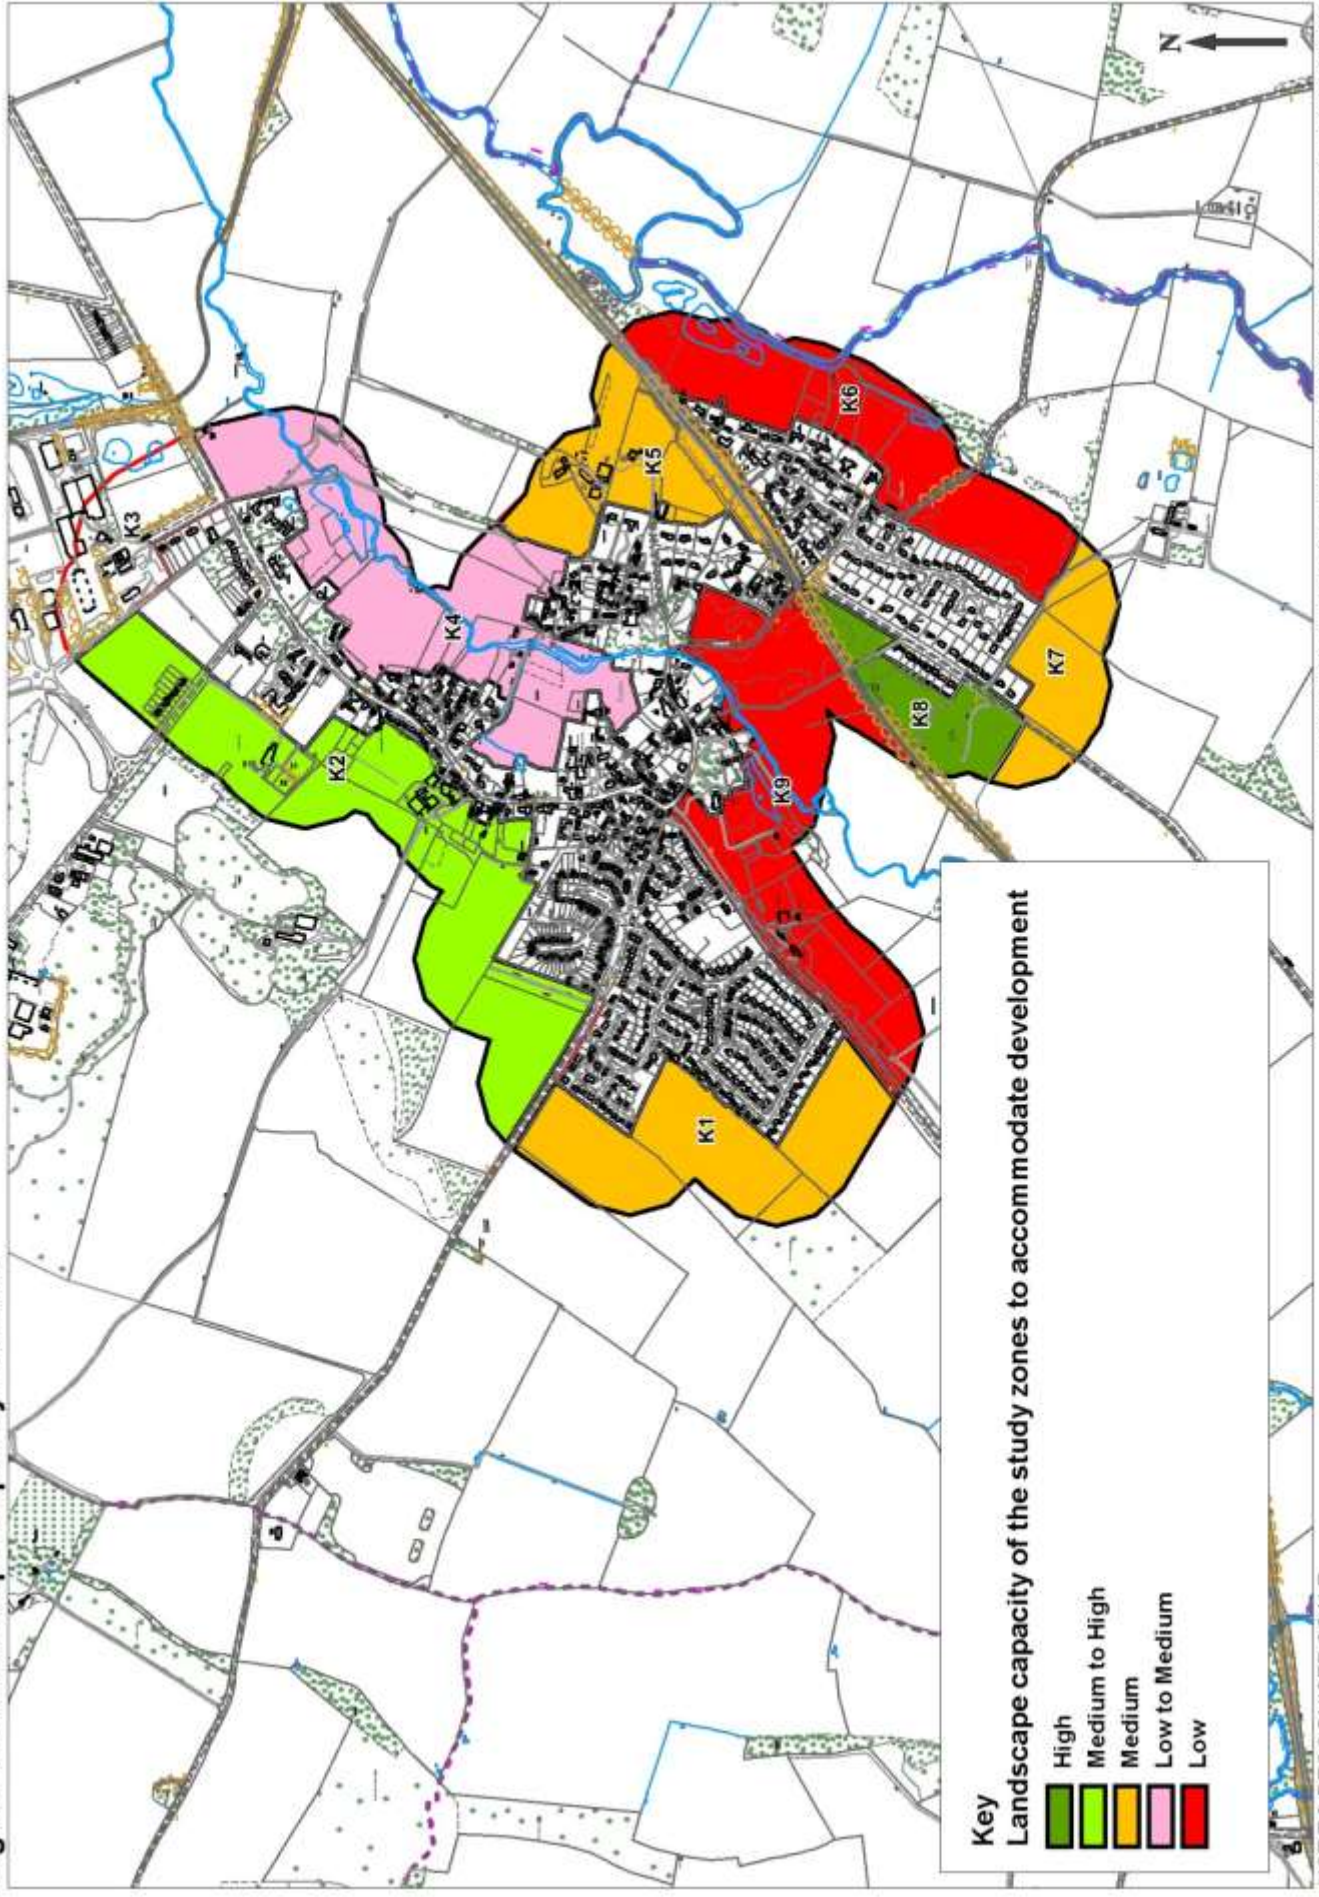 N
K3
K2
K4
K5
K6
K9
K8
K7
K1
Key
Landscape capacity of the study zones to accommodate development
High
Medium to High
Medium
Low to Medium
Low